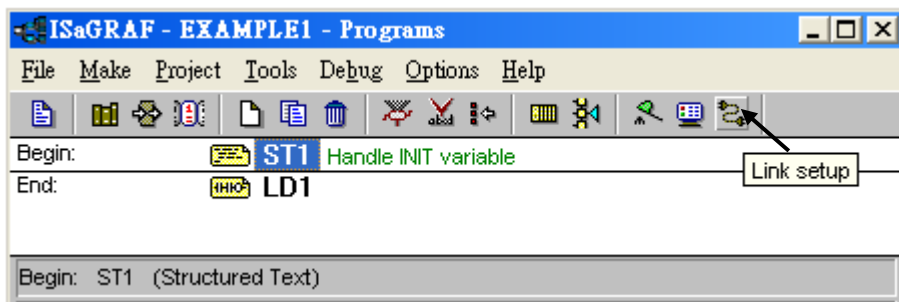 ISaGRAF - EXAMPLE1 - Programs
File Make Project Tools Debug Options Help
Begin: ST1 Handle INIT variable
Link setup
End: LD1
Begin: ST1 (Structured Text)